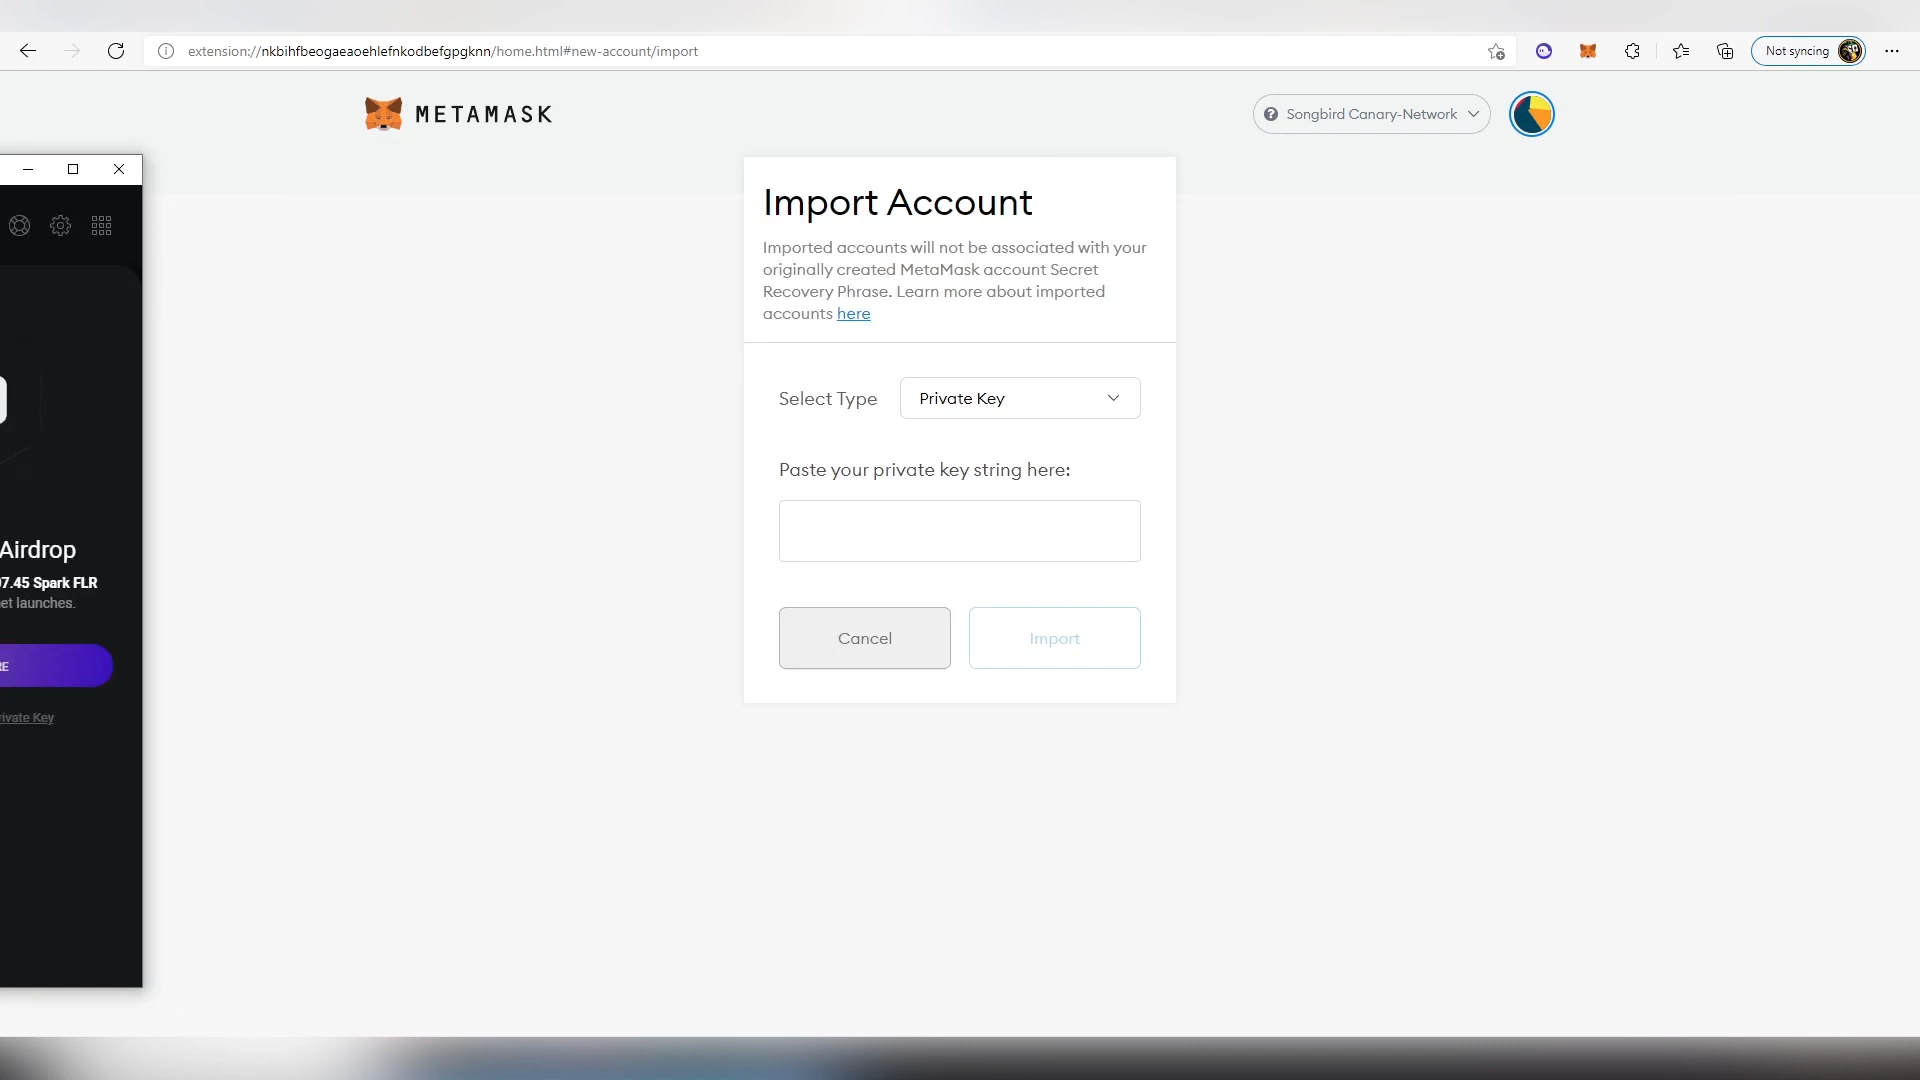 extension://nkbihfbeogaeaoehlefnkodbefgpgknn/home.html#new-account/import
Not syncing
METAMASK
Songbird Canary-Network
Import Account
Imported accounts will not be associated with your
originally created MetaMask account Secret
Recovery Phrase. Learn more about imported
accounts here
Select Type
Private Key
Paste your private key string here:
Cancel
Import
Airdrop
7.45 Spark FLR
et launches.
RE
ivate Key